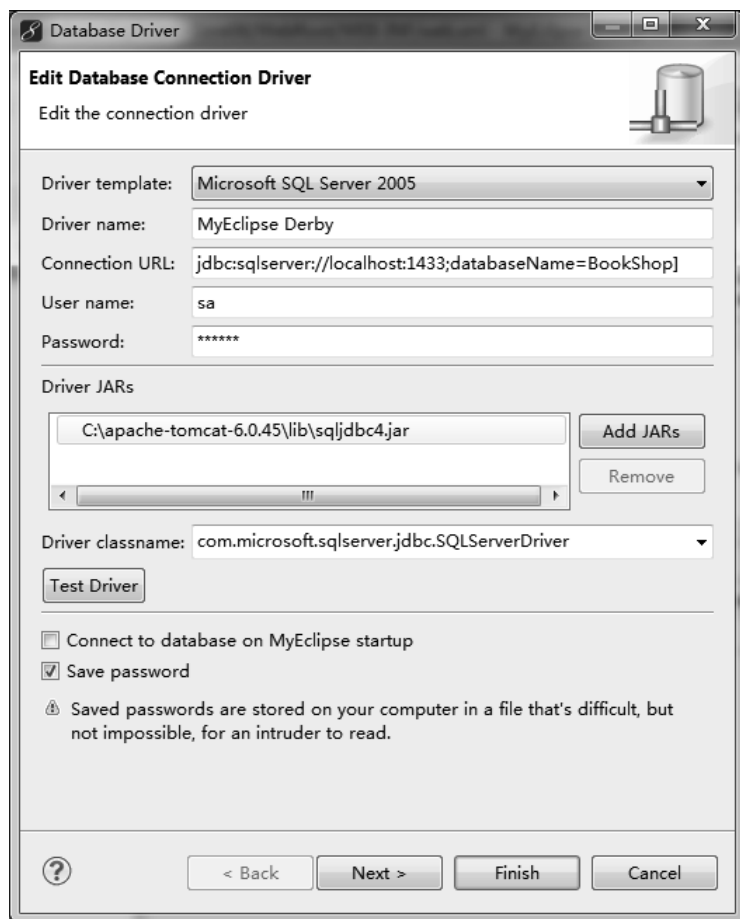 Database Driver
Edit Database Connection Driver
Edit the connection driver
Driver template: Microsoft SQL Server 2005
Driver name: MyEclipse Derby
Connection URL: jdbc:sqlserver://localhost:1433;databaseName=BookShop]
User name: sa
Password: ******
Driver JARs
C:\apache-tomcat-6.0.45\lib\sqljdbc4.jar
Add JARs
Remove
Driver classname: com.microsoft.sqlserver.jdbc.SQLServerDriver
Test Driver
Connect to database on MyEclipse startup
Save password
Saved passwords are stored on your computer in a file that's difficult, but
not impossible, for an intruder to read.
? < Back Next > Finish Cancel